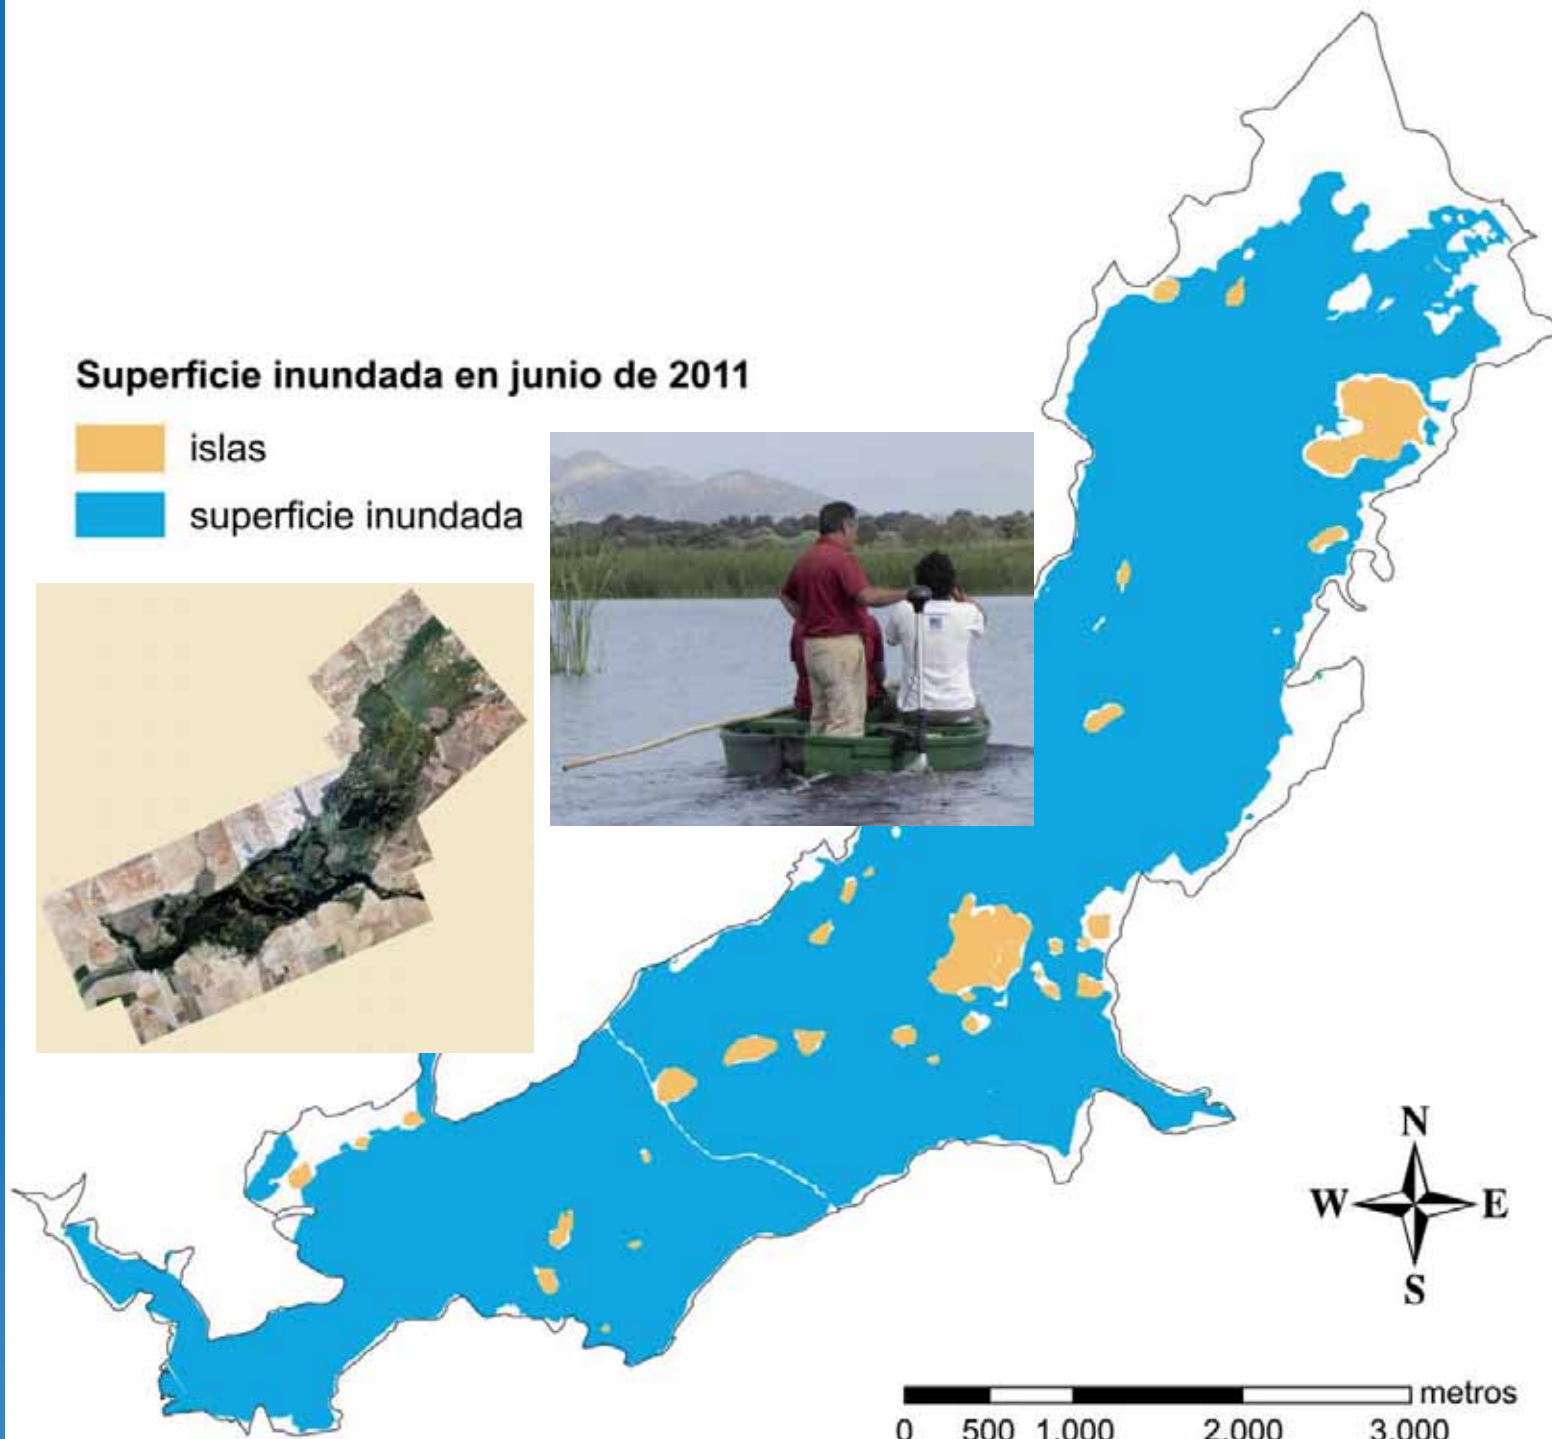 Superficie inundada en junio de 2011
islas
superficie inundada
N
W E
S
metros
0 500 1.000 2.000 3.000